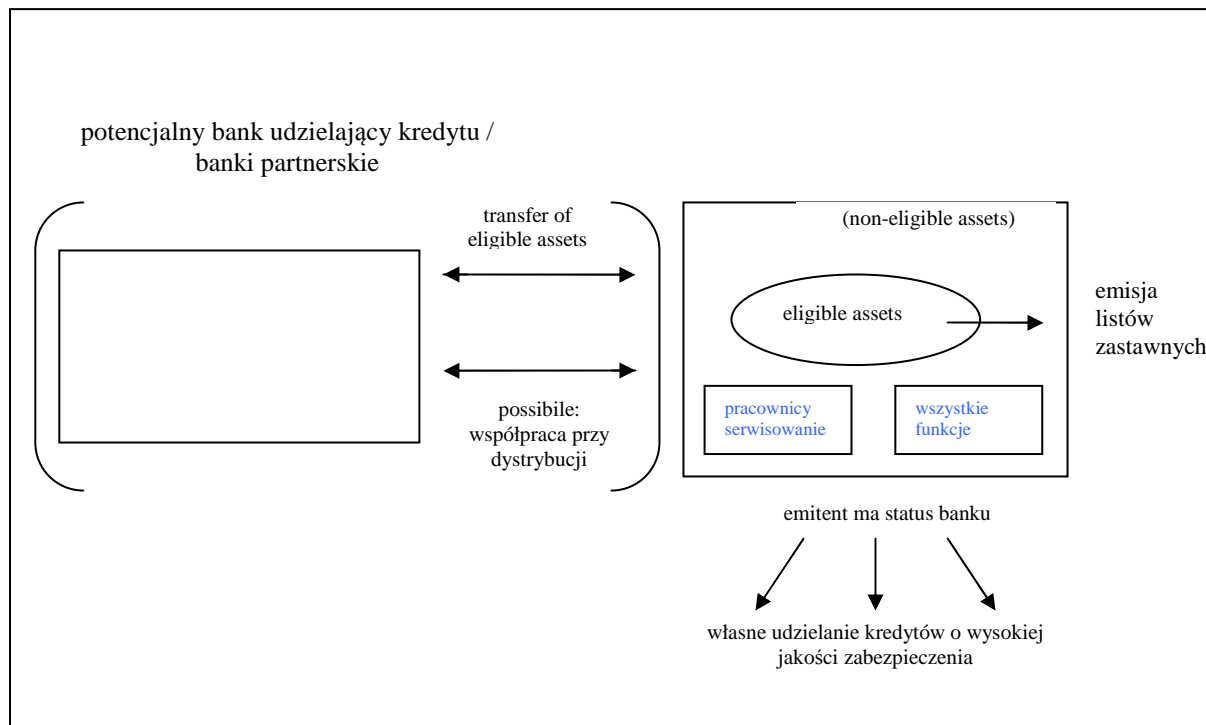 potencjalny bank udzielający kredytu /
banki partnerskie
transfer of
eligible assets
possibile:
współpraca przy
dystrybucji
(non-eligible assets)
eligible assets
pracownicy
serwisowanie
wszystkie
funkcje
emisja
listów
zastawnych
emitent ma status banku
własne udzielanie kredytów o wysokiej
jakości zabezpieczenia